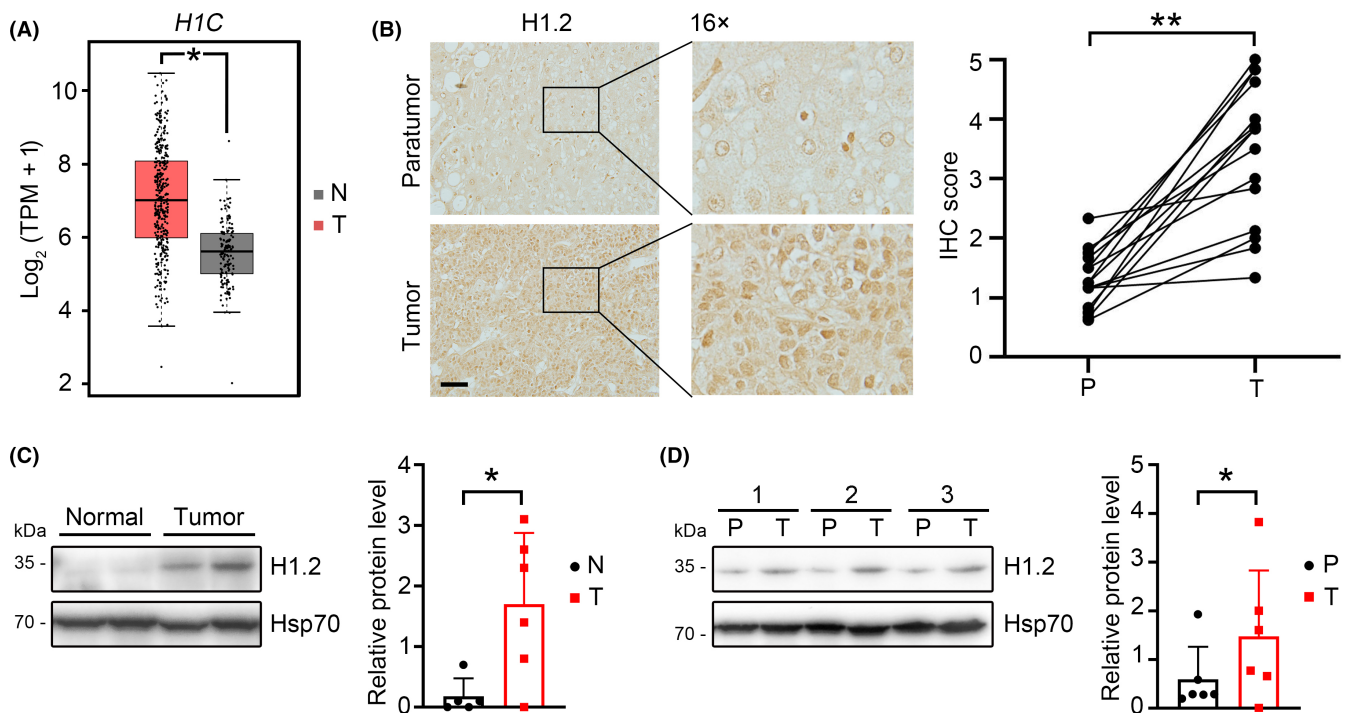 (A)
H1C
*
Log2 (TPM + 1)
10
8
6
4
2
N
T
(B)
H1.2
16×
Paratumor
Tumor
**
IHC score
5
4
3
2
1
0
P
T
(C)
kDa
Normal
Tumor
35 -
H1.2
70 -
Hsp70
*
Relative protein level
4
3
2
1
0
N
T
(D)
1
2
3
kDa
P
T
P
T
P
T
35 -
H1.2
70 -
Hsp70
*
Relative protein level
5
4
3
2
1
0
P
T